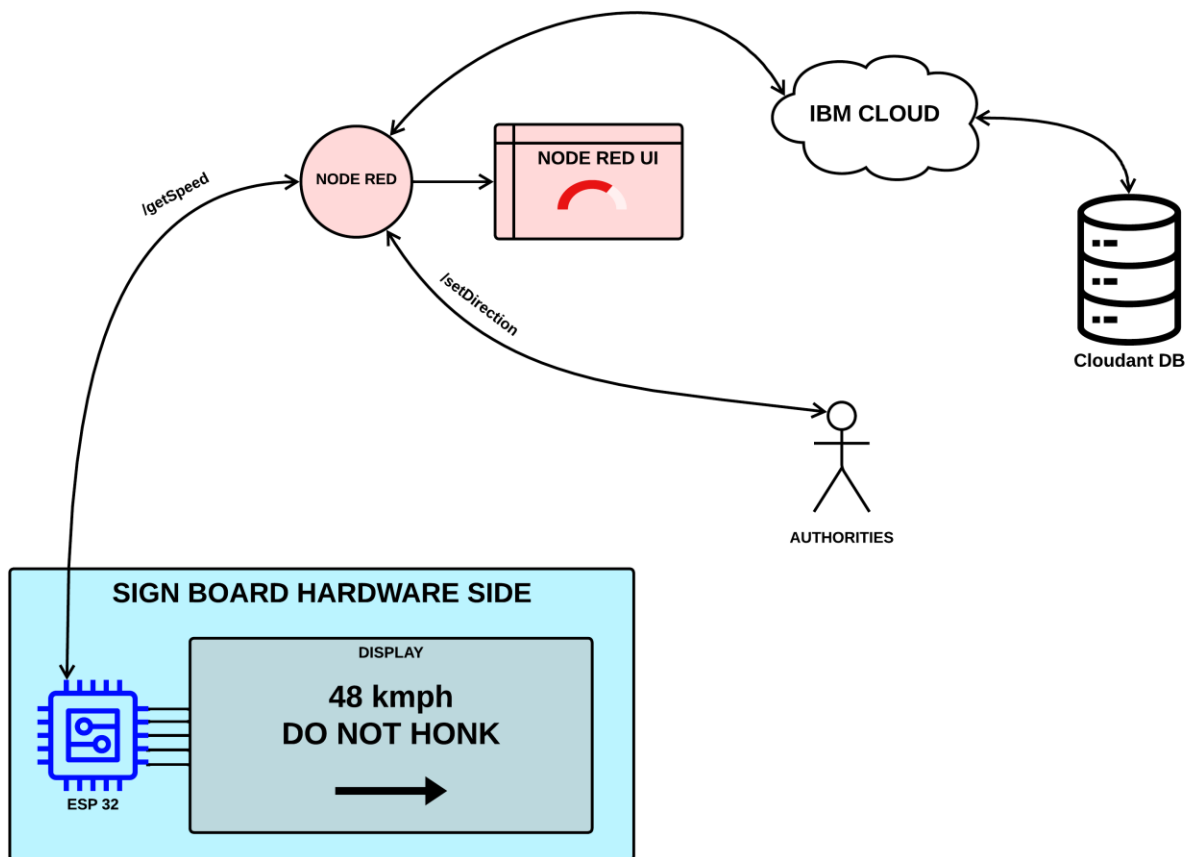 IBM CLOUD
NODE RED UI
NODE RED
/getSpeed
/setDirection
Cloudant DB
AUTHORITIES
SIGN BOARD HARDWARE SIDE
DISPLAY
48 kmph
DO NOT HONK
ESP 32